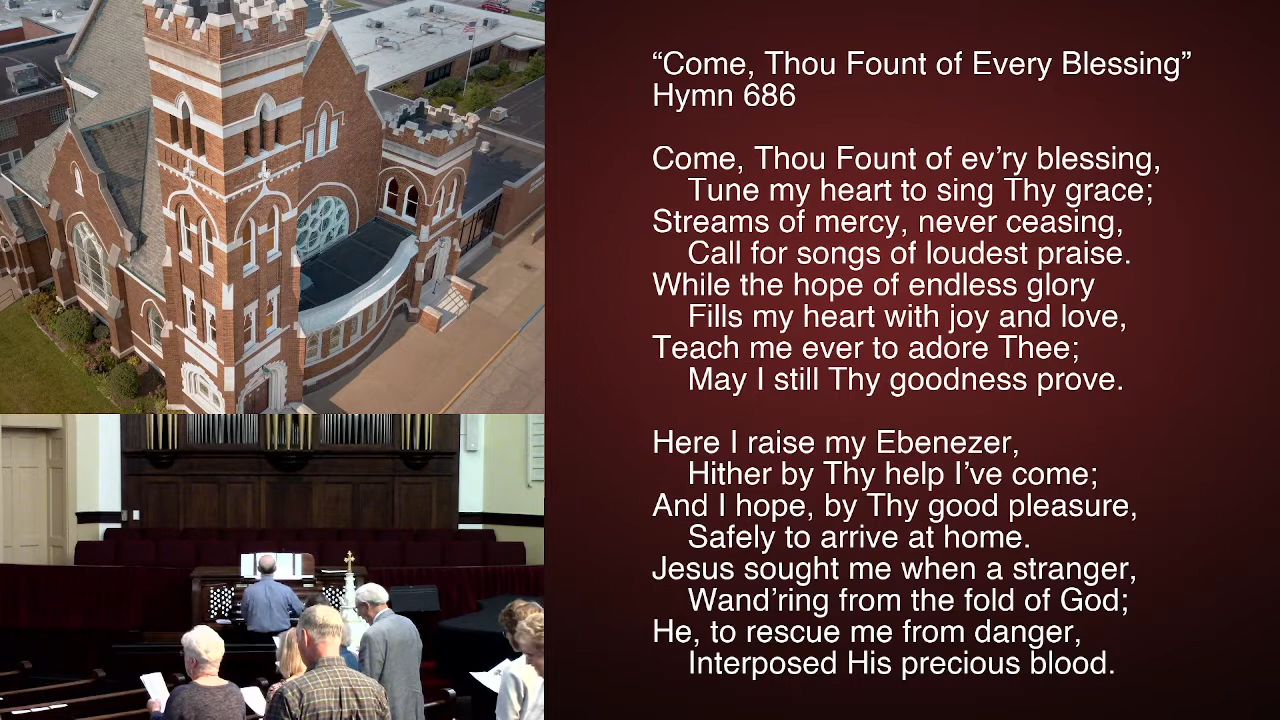 “Come, Thou Fount of Every Blessing”
Hymn 686
Come, Thou Fount of ev’ry blessing,
Tune my heart to sing Thy grace;
Streams of mercy, never ceasing,
Call for songs of loudest praise.
While the hope of endless glory
Fills my heart with joy and love,
Teach me ever to adore Thee;
May I still Thy goodness prove.
Here I raise my Ebenezer,
Hither by Thy help I’ve come;
And I hope, by Thy good pleasure,
Safely to arrive at home.
Jesus sought me when a stranger,
Wand’ring from the fold of God;
He, to rescue me from danger,
Interposed His precious blood.